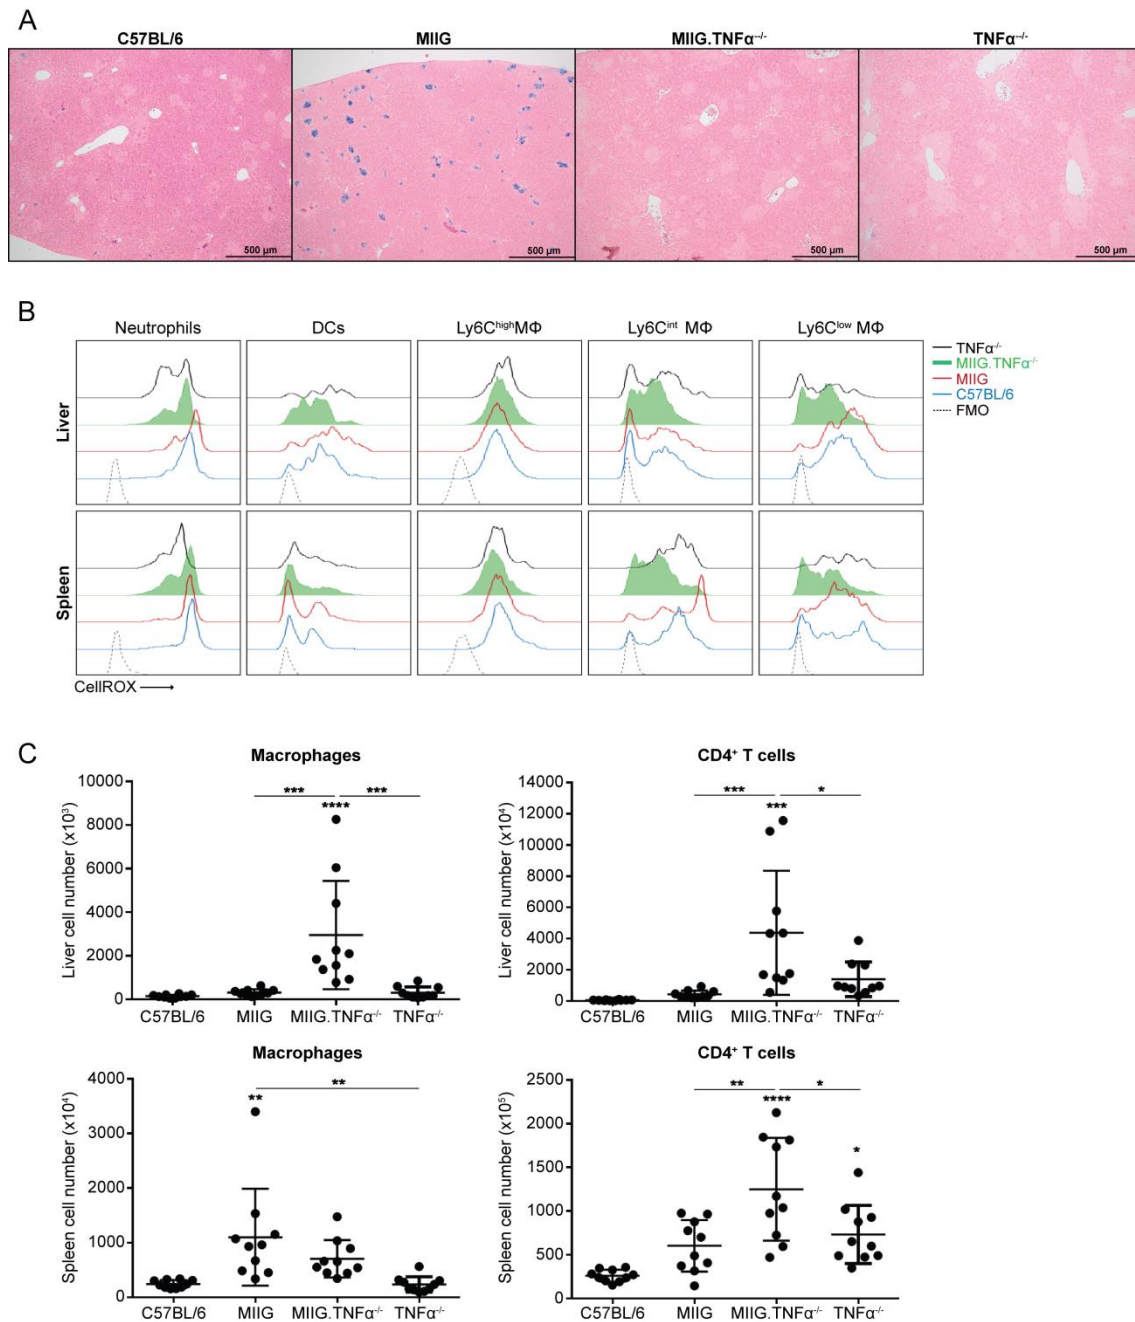 A
C57BL/6 MIIG MIIG.TNFα⁻/⁻ TNFα⁻/⁻
500 µm 500 µm 500 µm 500 µm
B
Neutrophils DCs Ly6Cʰⁱᵍʰ MΦ Ly6Cⁱⁿᵗ MΦ Ly6Cˡᵒʷ MΦ
TNFα⁻/⁻
MIIG.TNFα⁻/⁻
MIIG
C57BL/6
FMO
Liver
Spleen
CellROX
C
Macrophages
Liver cell number (x10³)
10000
8000
6000
4000
2000
0
*** ***
****
C57BL/6 MIIG MIIG.TNFα⁻/⁻ TNFα⁻/⁻
CD4⁺ T cells
Liver cell number (x10⁴)
14000
12000
10000
8000
6000
4000
2000
0
*** *
***
C57BL/6 MIIG MIIG.TNFα⁻/⁻ TNFα⁻/⁻
Macrophages
Spleen cell number (x10⁴)
4000
3000
2000
1000
0
**
**
C57BL/6 MIIG MIIG.TNFα⁻/⁻ TNFα⁻/⁻
CD4⁺ T cells
Spleen cell number (x10⁵)
2500
2000
1500
1000
500
0
** *
****
*
C57BL/6 MIIG MIIG.TNFα⁻/⁻ TNFα⁻/⁻